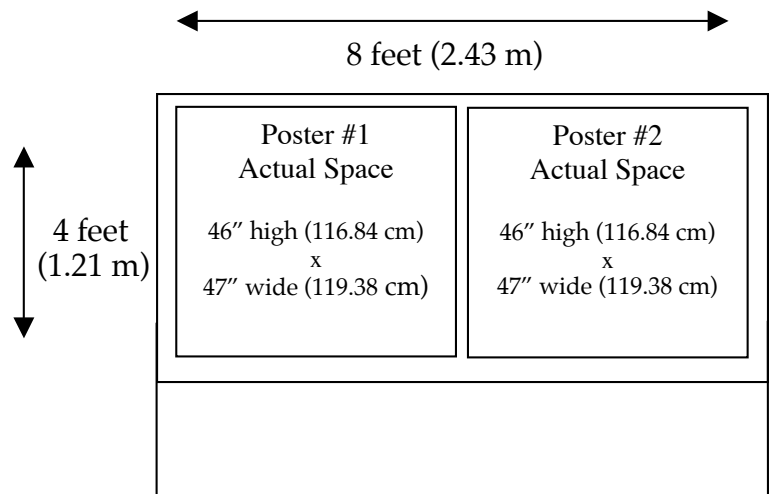 8 feet (2.43 m)
Poster #1
Actual Space
46″ high (116.84 cm)
x
47″ wide (119.38 cm)
Poster #2
Actual Space
46″ high (116.84 cm)
x
47″ wide (119.38 cm)
4 feet
(1.21 m)